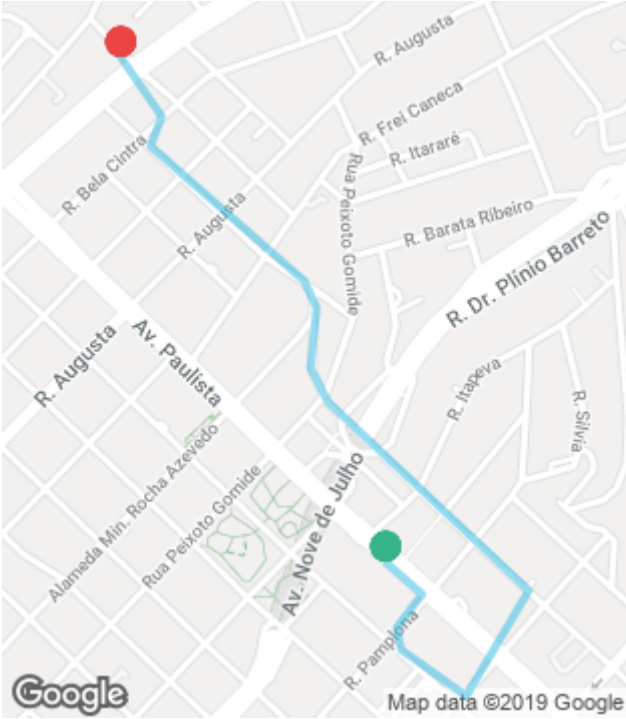 R. Augusta
R. Frei Caneca
R. Itararé
R. Bela Cintra
Rua Peixoto Gomide
R. Augusta
R. Barata Ribeiro
R. Dr. Plínio Barreto
R. Augusta
Av. Paulista
R. Itapeva
R. Sílvia
Alameda Min. Rocha Azevedo
Rua Peixoto Gomide
Av. Nove de Julho
R. Pamplona
Google
Map data ©2019 Google